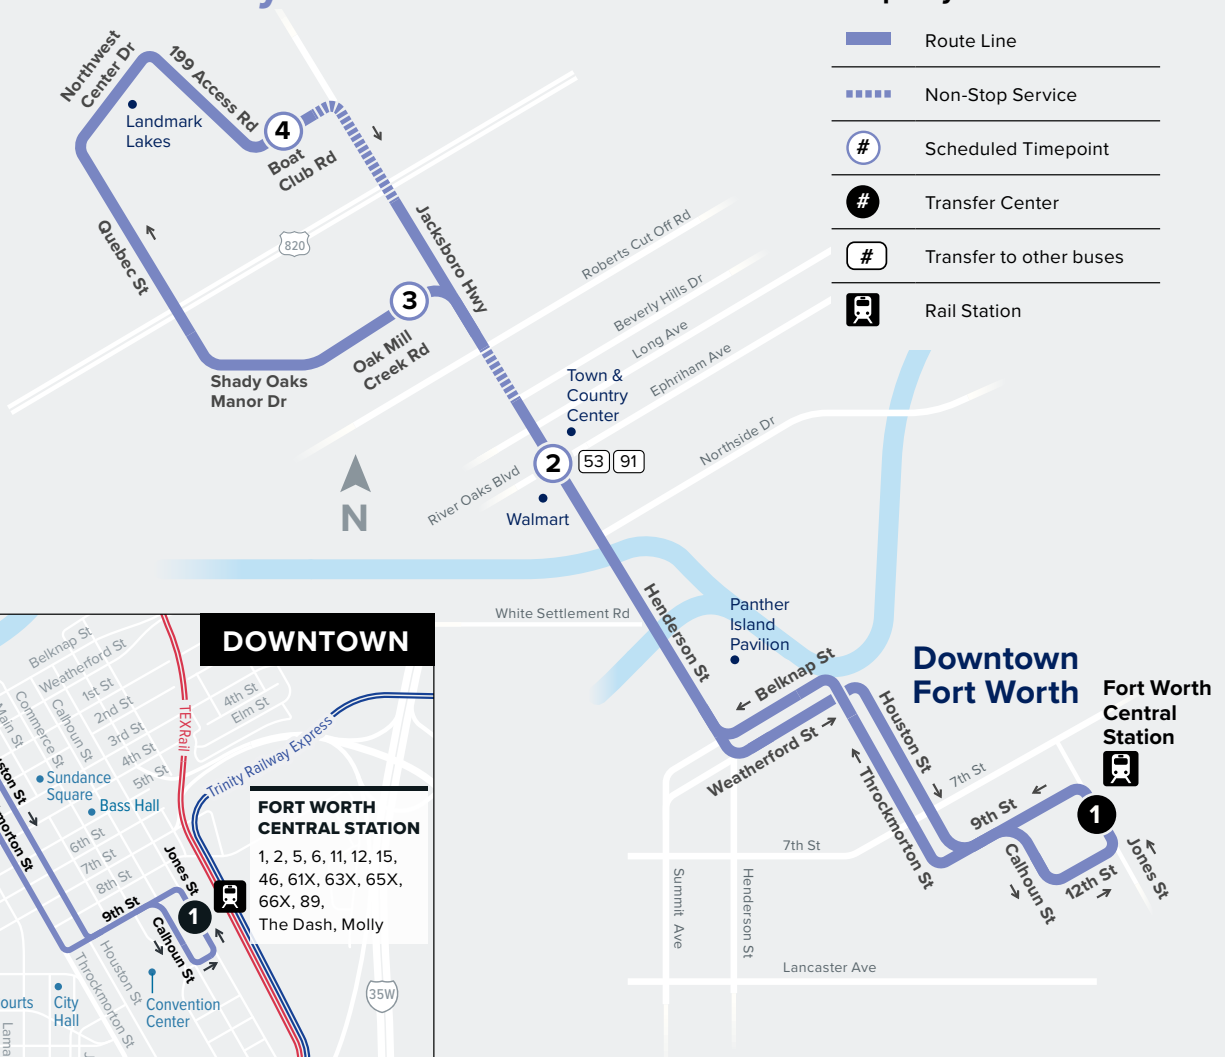 Route Line
Non-Stop Service
# Scheduled Timepoint
# Transfer Center
# Transfer to other buses
Rail Station
Northwest
Center Dr
199 Access Rd
Landmark
Lakes
4
Boat
Club Rd
Quebec St
820
Jacksboro Hwy
3
Oak Mill
Creek Rd
Shady Oaks
Manor Dr
Roberts Cut Off Rd
Beverly Hills Dr
Long Ave
Ephriham Ave
Town &
Country
Center
Northside Dr
2
53
91
River Oaks Blvd
N
Walmart
White Settlement Rd
Henderson St
Panther
Island
Pavilion
Belknap St
Weatherford St
Downtown
Fort Worth
Fort Worth
Central
Station
Houston St
Throckmorton St
7th St
9th St
1
Jones St
12th St
Calhoun St
7th St
Summit Ave
Henderson St
Lancaster Ave
DOWNTOWN
Belknap St
Weatherford St
1st St
2nd St
3rd St
4th St
5th St
Main St
Commerce St
Calhoun St
4th St
Elm St
TEXRail
Trinity Railway Express
Sundance
Square
Bass Hall
ston St
morton St
6th St
7th St
8th St
9th St
Jones St
1
Calhoun St
Houston St
Throckmorton St
FORT WORTH
CENTRAL STATION
1, 2, 5, 6, 11, 12, 15,
46, 61X, 63X, 65X,
66X, 89,
The Dash, Molly
35W
ourts
City
Hall
Convention
Center
Lama